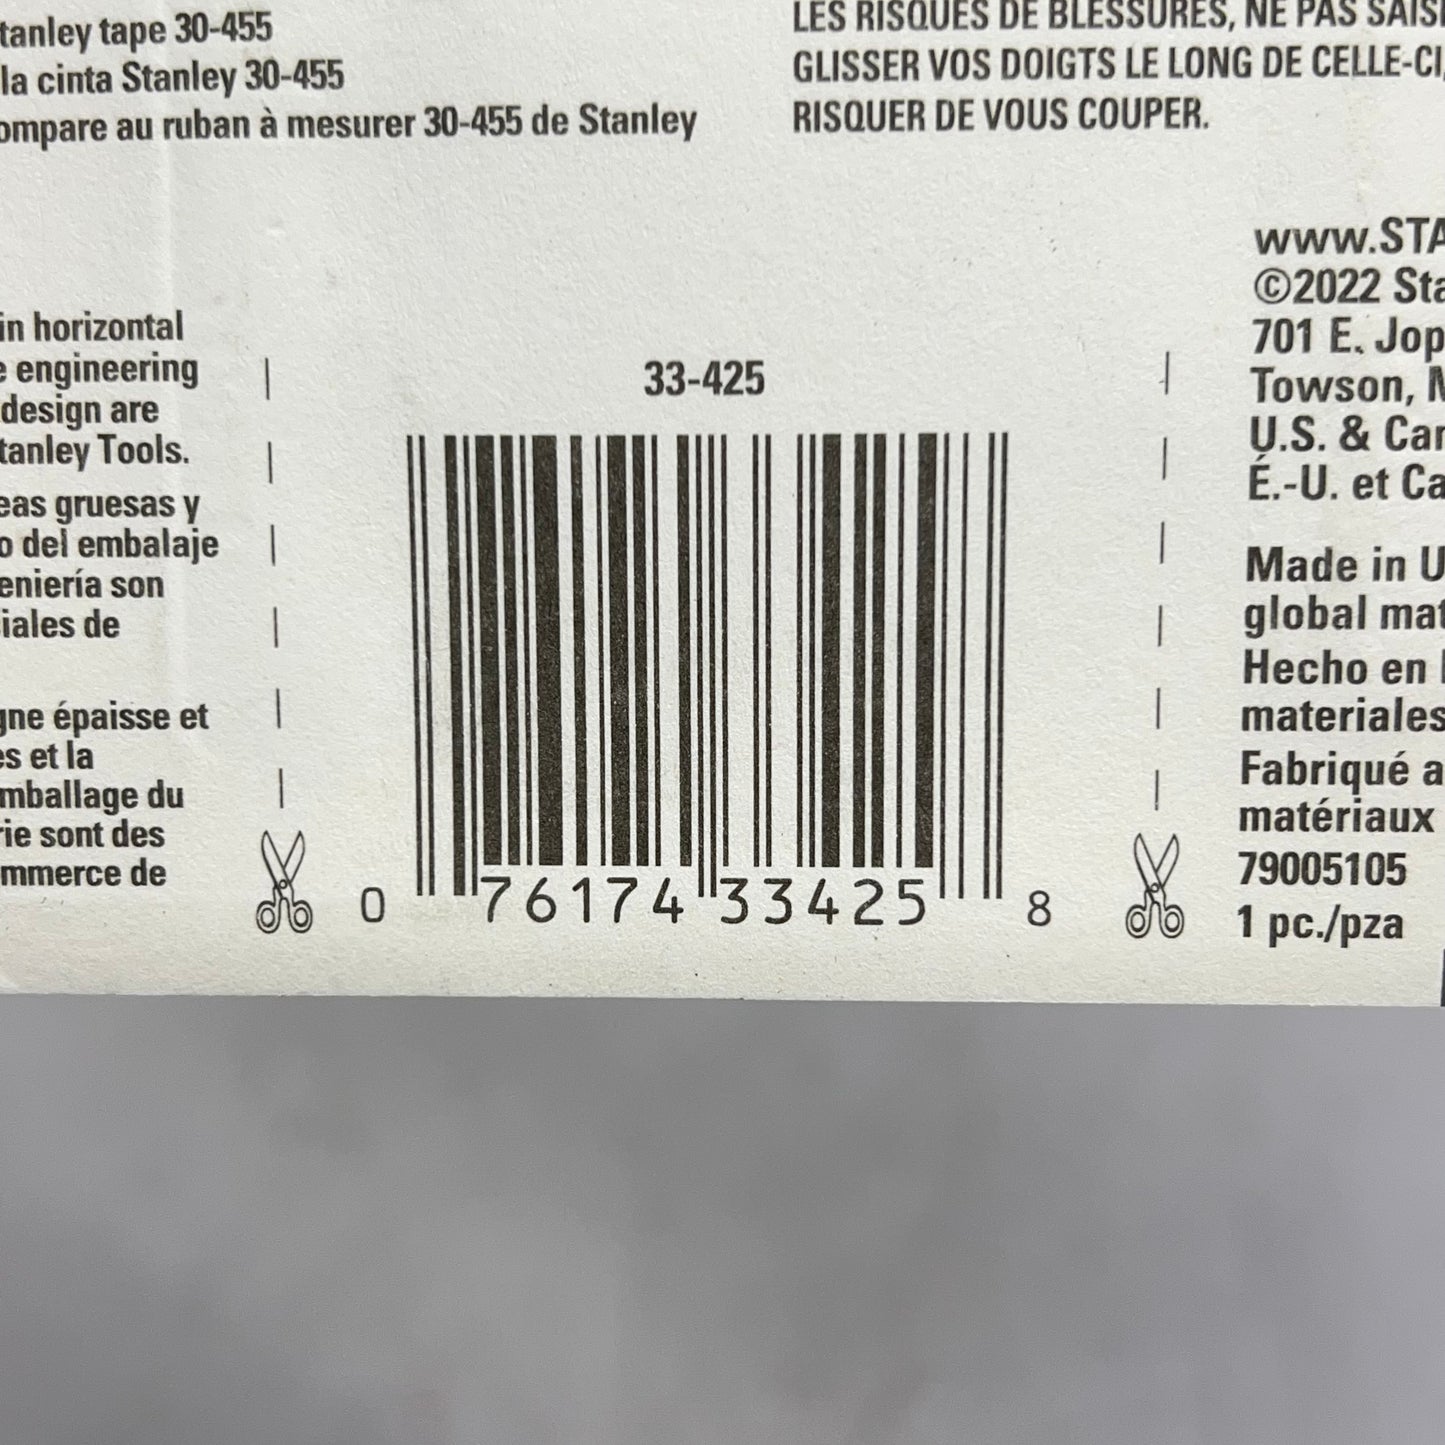 tanley tape 30-455
la cinta Stanley 30-455
ompare au ruban à mesurer 30-455 de Stanley
LES RISQUES DE BLESSURES, NE PAS SAISI
GLISSER VOS DOIGTS LE LONG DE CELLE-CI,
RISQUER DE VOUS COUPER.
in horizontal
e engineering
design are
tanley Tools.
eas gruesas y
o del embalaje
eniería son
iales de
gne épaisse et
es et la
mballage du
rie sont des
mmerce de
33-425
0 76174 33425 8
www.STA
©2022 Sta
701 E. Jop
Towson, M
U.S. & Can
É.-U. et Ca
Made in U
global mat
Hecho en
materiales
Fabriqué a
matériaux
79005105
1 pc./pza